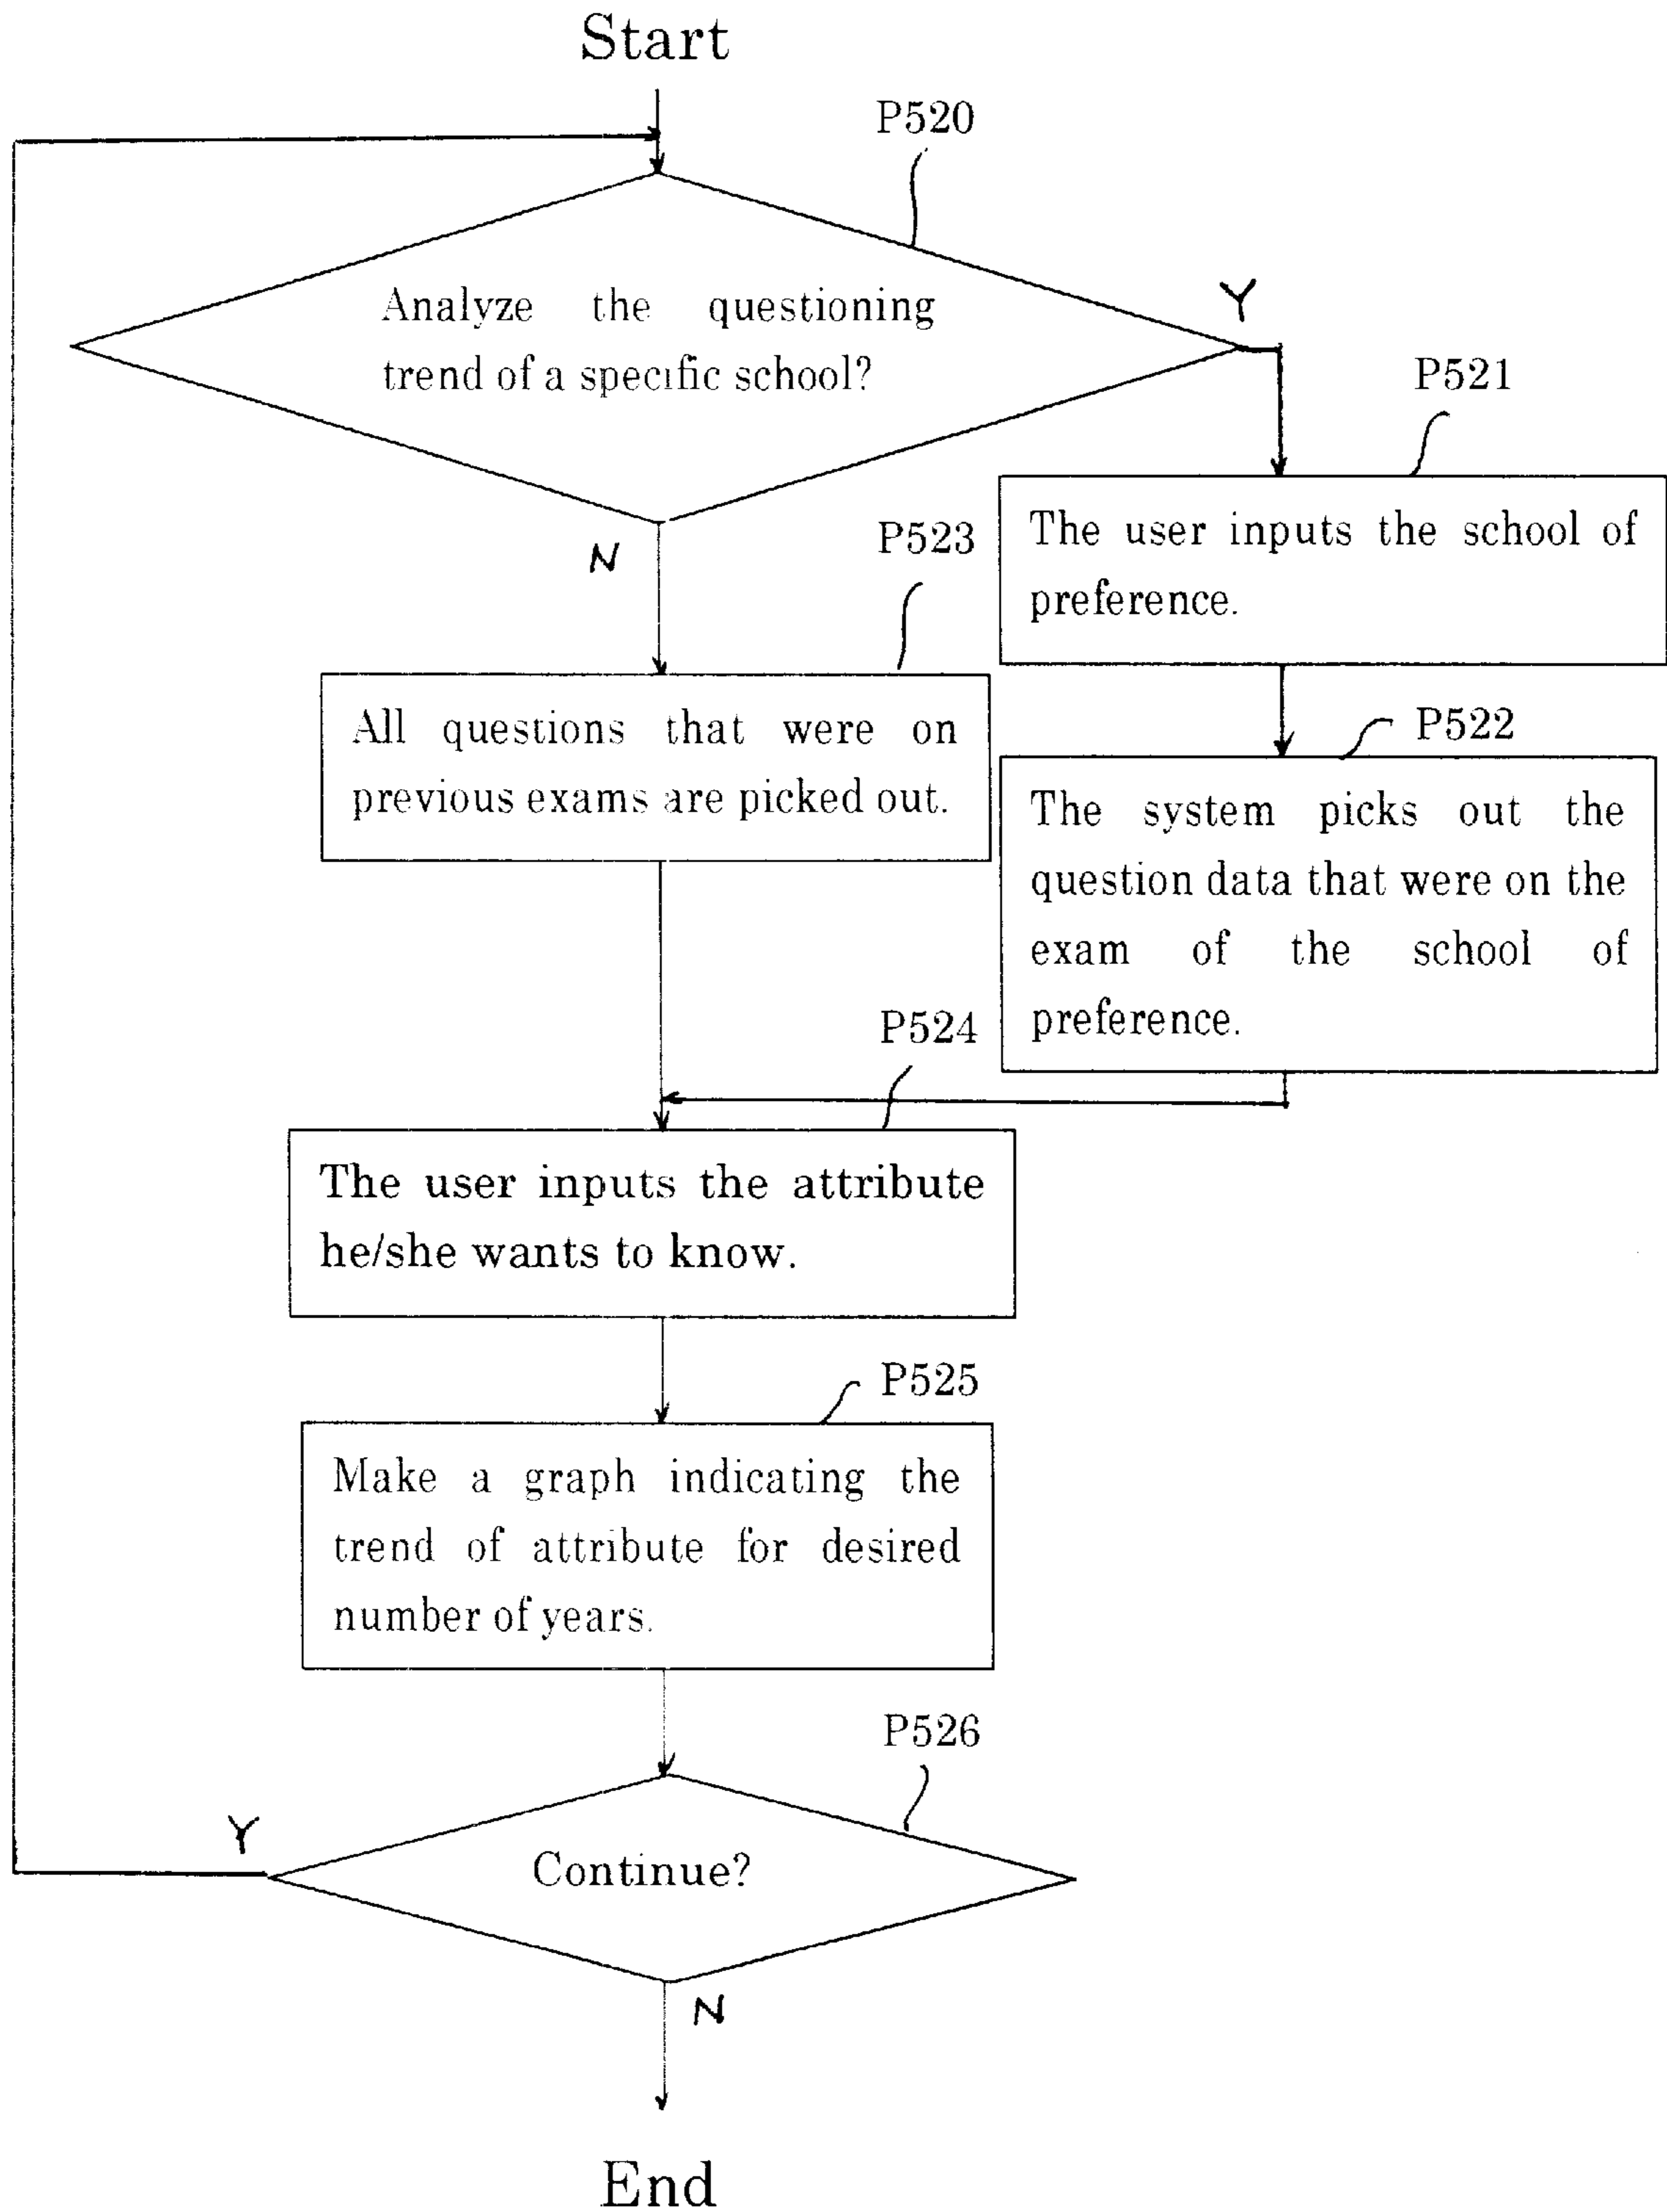 Start
P520
Analyze the questioning
trend of a specific school?
Y
P521
The user inputs the school of
preference.
N
P523
All questions that were on
previous exams are picked out.
P522
The system picks out the
question data that were on the
exam of the school of
preference.
P524
The user inputs the attribute
he/she wants to know.
P525
Make a graph indicating the
trend of attribute for desired
number of years.
P526
Y
Continue?
N
End